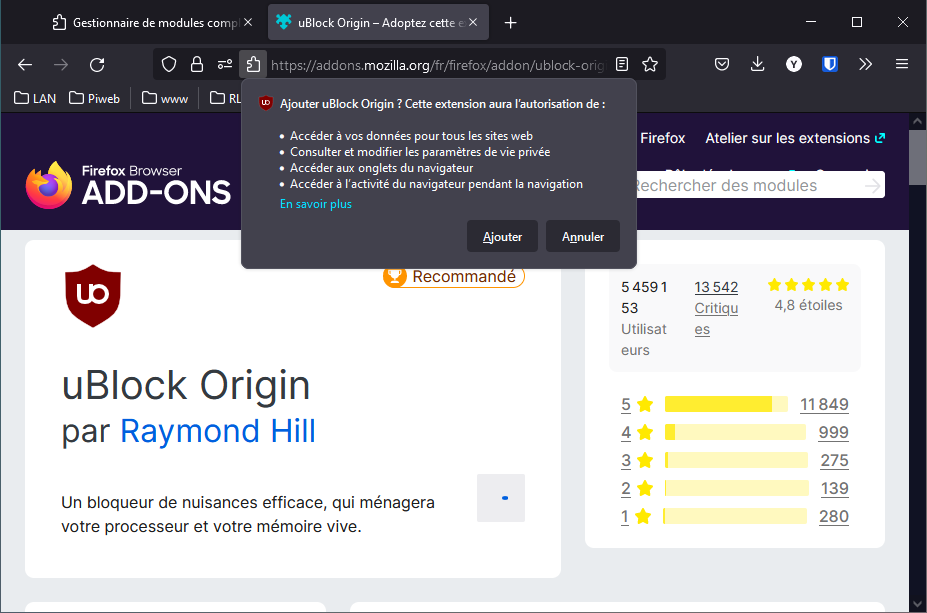 Gestionnaire de modules compl
uBlock Origin – Adoptez cette e
https://addons.mozilla.org/fr/firefox/addon/ublock-orig
LAN
Piweb
www
RL
uo Ajouter uBlock Origin ? Cette extension aura l'autorisation de :
• Accéder à vos données pour tous les sites web
• Consulter et modifier les paramètres de vie privée
• Accéder aux onglets du navigateur
• Accéder à l'activité du navigateur pendant la navigation
En savoir plus
Ajouter
Annuler
Firefox Browser
ADD-ONS
Firefox
Atelier sur les extensions
Rechercher des modules
uo
Recommandé
uBlock Origin
par Raymond Hill
Un bloqueur de nuisances efficace, qui ménagera
votre processeur et votre mémoire vive.
5 459 1
53
Utilisat
eurs
13 542
Critiqu
es
4,8 étoiles
5 11 849
4 999
3 275
2 139
1 280